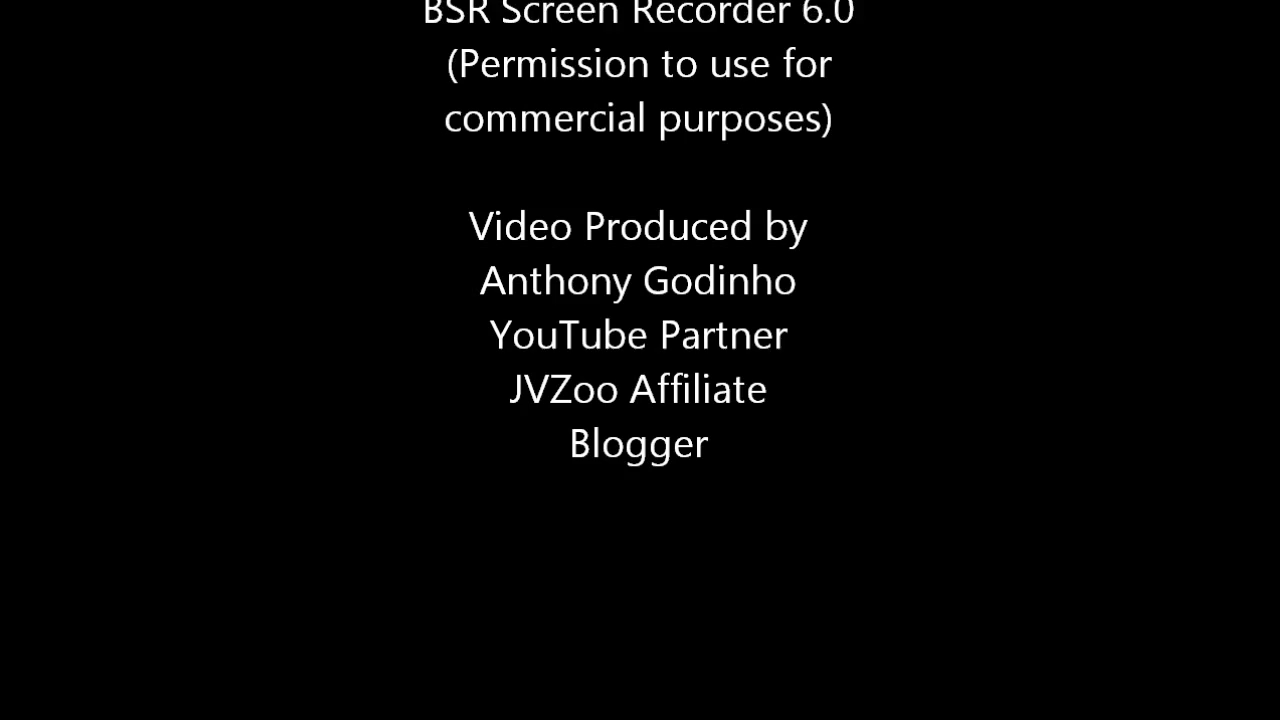 BSR Screen Recorder 6.0
(Permission to use for
commercial purposes)
Video Produced by
Anthony Godinho
YouTube Partner
JVZoo Affiliate
Blogger